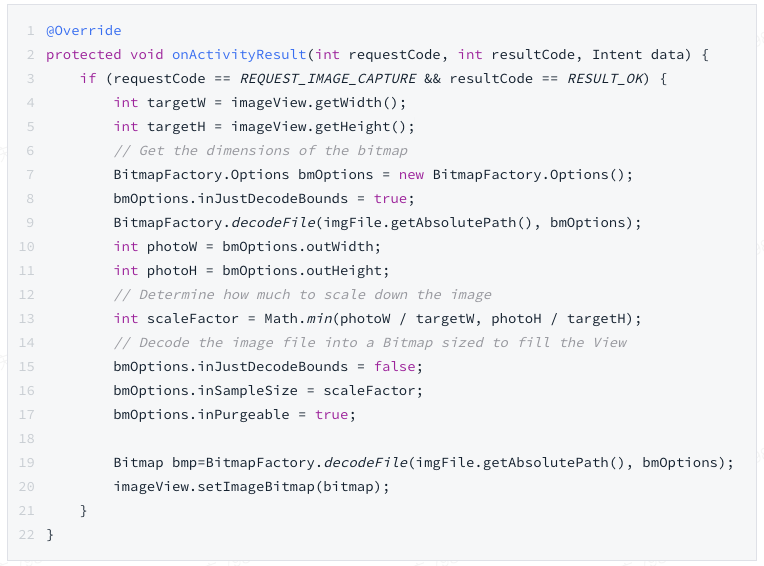 1 @Override
2 protected void onActivityResult(int requestCode, int resultCode, Intent data) {
3     if (requestCode == REQUEST_IMAGE_CAPTURE && resultCode == RESULT_OK) {
4         int targetW = imageView.getWidth();
5         int targetH = imageView.getHeight();
6         // Get the dimensions of the bitmap
7         BitmapFactory.Options bmOptions = new BitmapFactory.Options();
8         bmOptions.inJustDecodeBounds = true;
9         BitmapFactory.decodeFile(imgFile.getAbsolutePath(), bmOptions);
10         int photoW = bmOptions.outWidth;
11         int photoH = bmOptions.outHeight;
12         // Determine how much to scale down the image
13         int scaleFactor = Math.min(photoW / targetW, photoH / targetH);
14         // Decode the image file into a Bitmap sized to fill the View
15         bmOptions.inJustDecodeBounds = false;
16         bmOptions.inSampleSize = scaleFactor;
17         bmOptions.inPurgeable = true;
18
19         Bitmap bmp=BitmapFactory.decodeFile(imgFile.getAbsolutePath(), bmOptions);
20         imageView.setImageBitmap(bitmap);
21     }
22 }